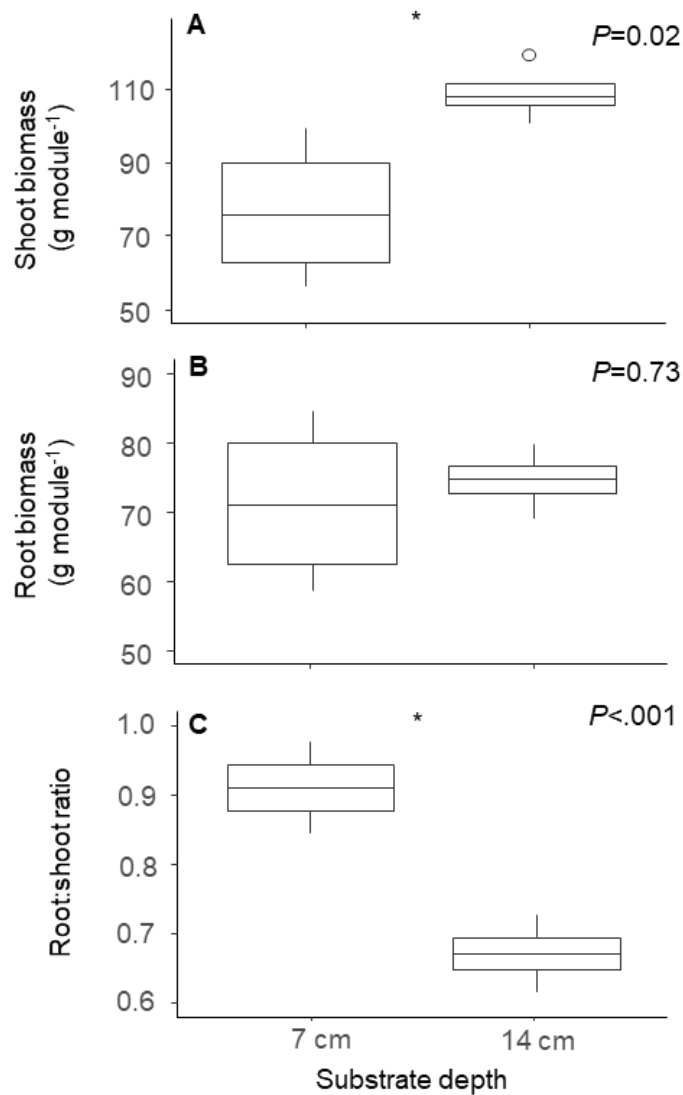 A
*
P=0.02
Shoot biomass
(g module⁻¹)
110
90
70
50
B
P=0.73
Root biomass
(g module⁻¹)
90
80
70
60
50
C
*
P<.001
Root:shoot ratio
1.0
0.9
0.8
0.7
0.6
7 cm
14 cm
Substrate depth